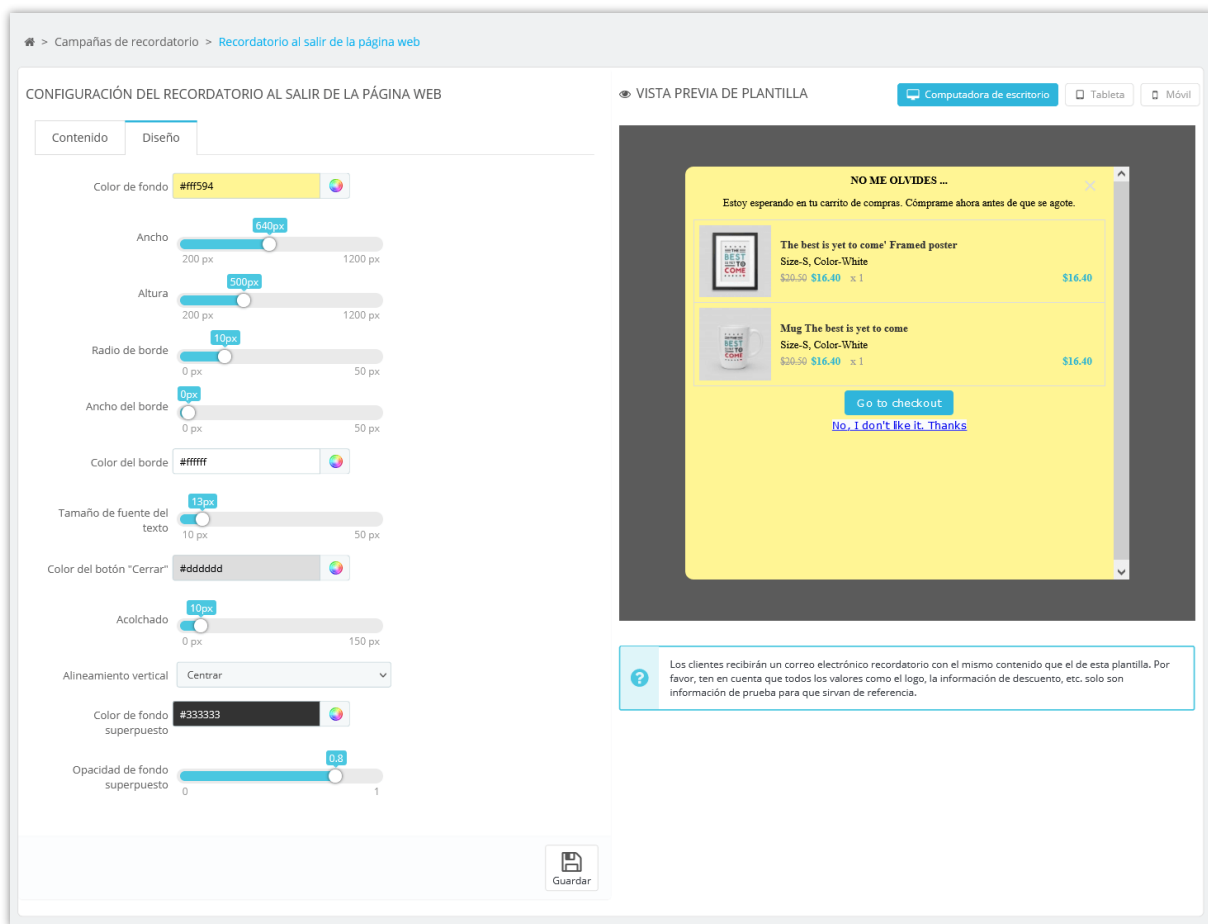 > Campañas de recordatorio > Recordatorio al salir de la página web
CONFIGURACIÓN DEL RECORDATORIO AL SALIR DE LA PÁGINA WEB
Contenido Diseño
Color de fondo #fff594
640px
Ancho
200 px 1200 px
500px
Altura
200 px 1200 px
10px
Radio de borde
0 px 50 px
0px
Ancho del borde
0 px 50 px
Color del borde #ffffff
13px
Tamaño de fuente del
texto
10 px 50 px
Color del botón "Cerrar" #dddddd
10px
Acolchado
0 px 150 px
Alineamiento vertical Centrar
Color de fondo
superpuesto
#333333
0,8
Opacidad de fondo
superpuesto
0 1
Guardar
VISTA PREVIA DE PLANTILLA
Computadora de escritorio Tableta Móvil
NO ME OLVIDES ...
Estoy esperando en tu carrito de compras. Cómprame ahora antes de que se agote.
BEST
TO
COME
The best is yet to come' Framed poster
Size-S, Color-White
$20.50 $16.40 x 1 $16.40
BEST
TO
COME
Mug The best is yet to come
Size-S, Color-White
$20.50 $16.40 x 1 $16.40
Go to checkout
No, I don't like it. Thanks
Los clientes recibirán un correo electrónico recordatorio con el mismo contenido que el de esta plantilla. Por
favor, ten en cuenta que todos los valores como el logo, la información de descuento, etc. solo son
información de prueba para que sirvan de referencia.